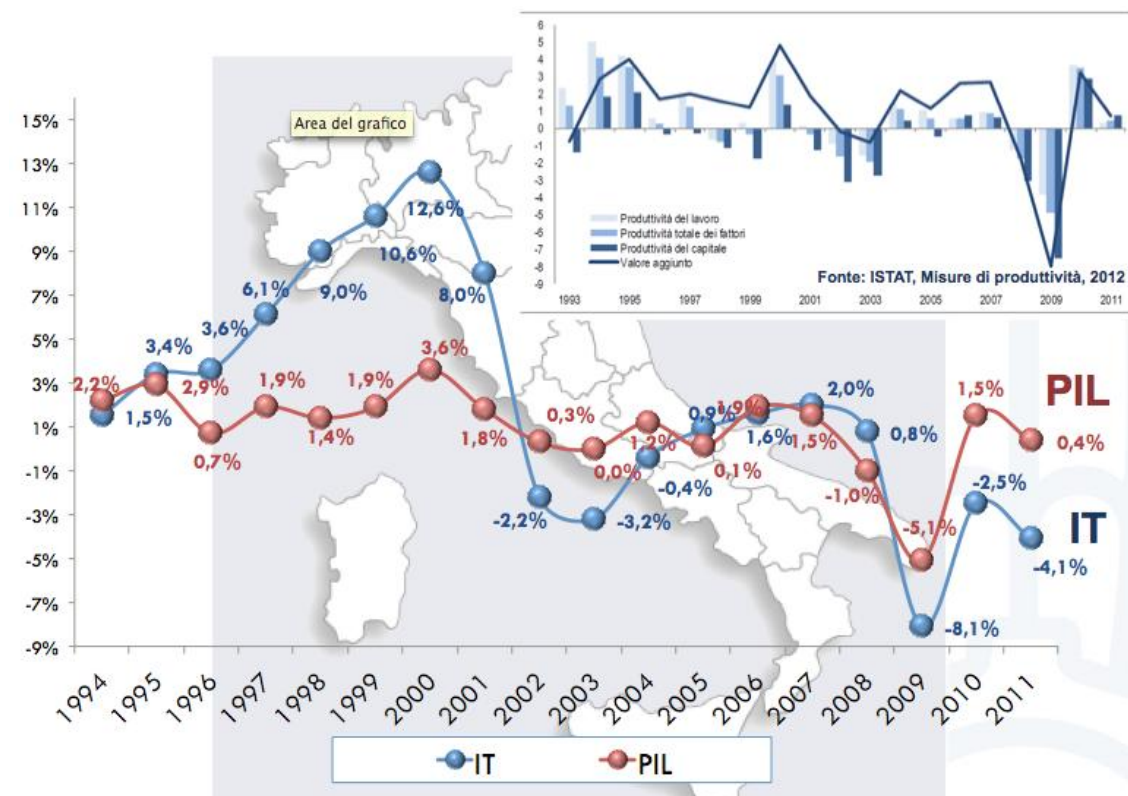 6
5
4
3
2
1
0
-1
-2
-3
-4
-5
-6
-7
-8
-9
Produttività del lavoro
Produttività totale dei fattori
Produttività del capitale
Valore aggiunto
Fonte: ISTAT, Misure di produttività, 2012
1993 1995 1997 1999 2001 2003 2005 2007 2009 2011
Area del grafico
15%
13%
11%
9%
7%
5%
3%
1%
-1%
-3%
-5%
-7%
-9%
1,5% 3,4% 3,6% 6,1% 9,0% 10,6% 12,6% 8,0% -2,2% -3,2% -0,4% 0,9% 1,6% 2,0% 0,8% -8,1% -2,5% -4,1%
2,2% 2,9% 0,7% 1,9% 1,4% 1,9% 3,6% 1,8% 0,3% 0,0% 1,2% 0,1% 1,9% 1,5% -1,0% -5,1% 1,5% 0,4%
PIL
IT
1994 1995 1996 1997 1998 1999 2000 2001 2002 2003 2004 2005 2006 2007 2008 2009 2010 2011
IT PIL